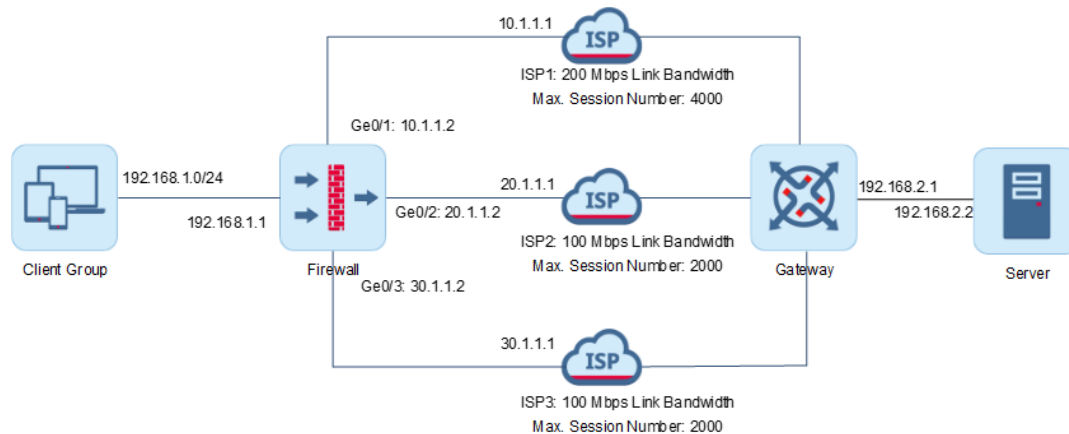 10.1.1.1
ISP
ISP1: 200 Mbps Link Bandwidth
Max. Session Number: 4000
Ge0/1: 10.1.1.2
192.168.1.0/24
192.168.1.1
Client Group
Firewall
20.1.1.1
Ge0/2: 20.1.1.2
ISP
ISP2: 100 Mbps Link Bandwidth
Max. Session Number: 2000
192.168.2.1
192.168.2.2
Gateway
Server
Ge0/3: 30.1.1.2
30.1.1.1
ISP
ISP3: 100 Mbps Link Bandwidth
Max. Session Number: 2000